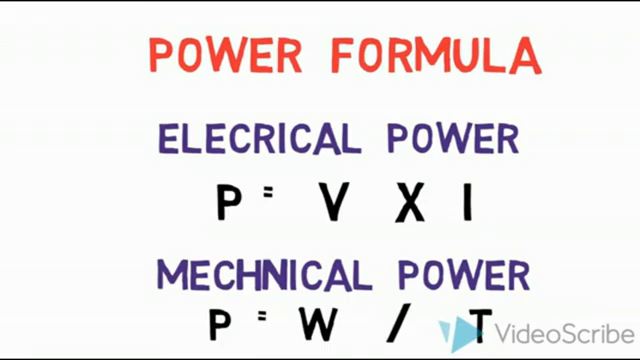 POWER FORMULA
ELECRICAL POWER
P = V X I
MECHNICAL POWER
P = W / T
VideoScribe